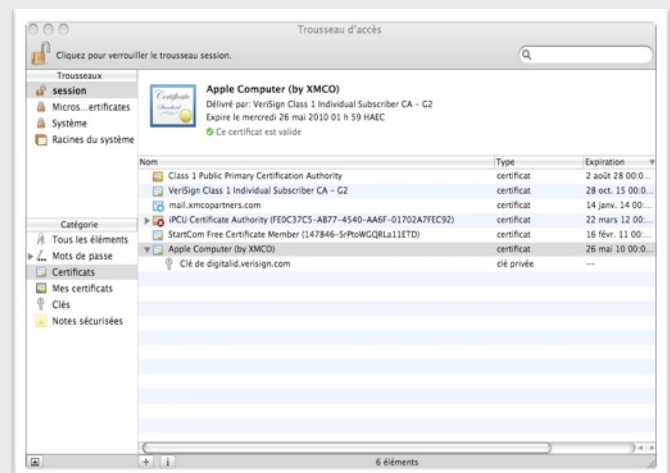 Trousseau d'accès
Cliquez pour verrouiller le trousseau session.
Trousseaux
session
Micros...ertificates
Système
Racines du système
Certificate
Standard
Apple Computer (by XMCO)
Délivré par: VeriSign Class 1 Individual Subscriber CA - G2
Expire le mercredi 26 mai 2010 01 h 59 HAEC
Ce certificat est valide
Nom Type Expiration
Class 1 Public Primary Certification Authority certificat 2 août 28 00:0...
VeriSign Class 1 Individual Subscriber CA - G2 certificat 28 oct. 15 00:0...
mail.xmcopartners.com certificat 14 janv. 14 00:...
iPCU Certificate Authority (FE0C37C5-AB77-4540-AA6F-01702A7FEC92) certificat 22 mars 12 00:...
StartCom Free Certificate Member (147846-SrPtoWGQRLa11ETD) certificat 16 févr. 11 00:...
Apple Computer (by XMCO) certificat 26 mai 10 00:0...
Clé de digitalid.verisign.com clé privée --
Catégorie
Tous les éléments
Mots de passe
Certificats
Mes certificats
Clés
Notes sécurisées
6 éléments